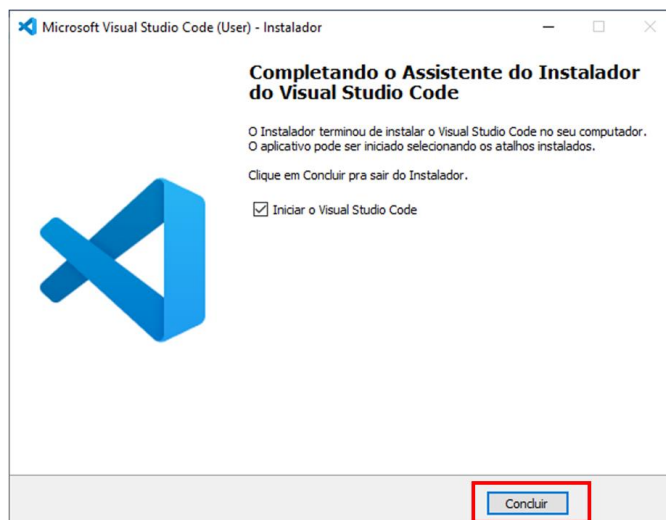 Microsoft Visual Studio Code (User) - Instalador
Completando o Assistente do Instalador
do Visual Studio Code
O Instalador terminou de instalar o Visual Studio Code no seu computador.
O aplicativo pode ser iniciado selecionando os atalhos instalados.
Clique em Concluir pra sair do Instalador.
Iniciar o Visual Studio Code
Concluir